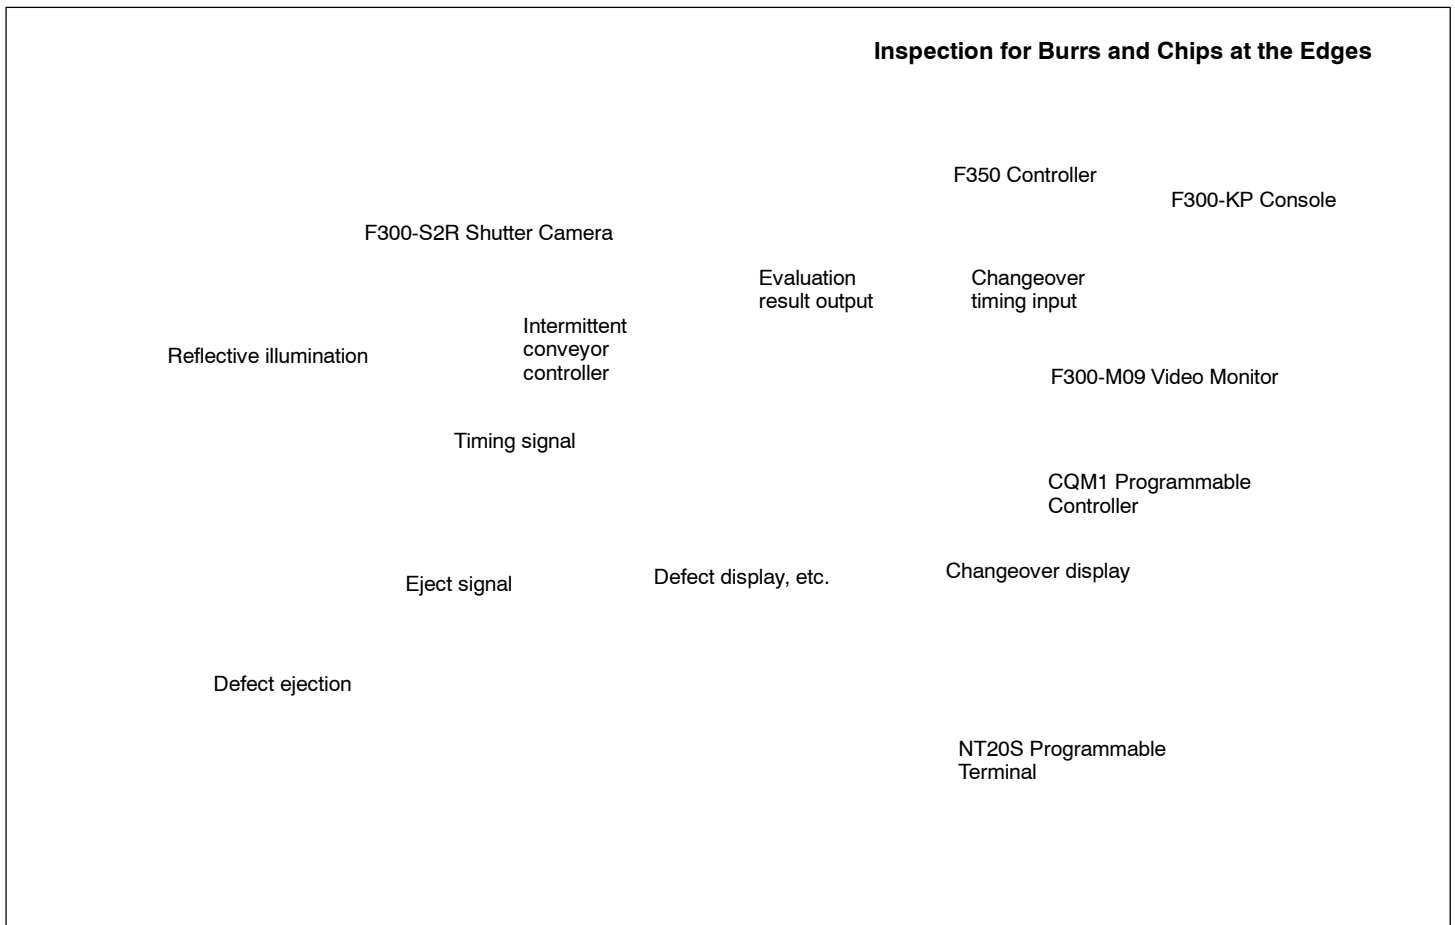 Inspection for Burrs and Chips at the Edges
F350 Controller
F300-KP Console
F300-S2R Shutter Camera
Evaluation
result output
Changeover
timing input
Intermittent
conveyor
controller
Reflective illumination
F300-M09 Video Monitor
Timing signal
CQM1 Programmable
Controller
Changeover display
Defect display, etc.
Eject signal
Defect ejection
NT20S Programmable
Terminal